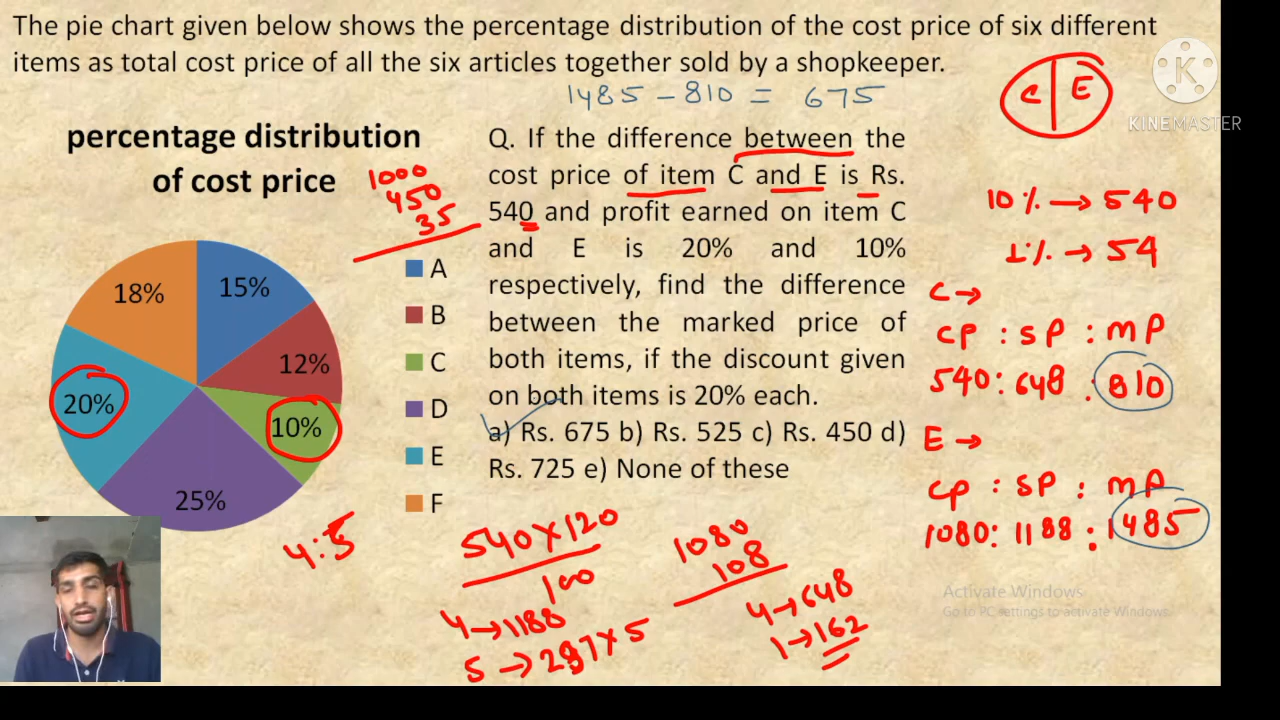 The pie chart given below shows the percentage distribution of the cost price of six different
items as total cost price of all the six articles together sold by a shopkeeper.
1485 - 810 = 675
C | E
K
KINEMASTER
percentage distribution
of cost price
1000
450
35
18%
15%
12%
20%
10%
25%
A
B
C
D
E
F
Q. If the difference between the
cost price of item C and E is Rs.
540 and profit earned on item C
and E is 20% and 10%
respectively, find the difference
between the marked price of
both items, if the discount given
on both items is 20% each.
a) Rs. 675 b) Rs. 525 c) Rs. 450 d)
Rs. 725 e) None of these
10% → 540
1% → 54
C →
CP : SP : MP
540 : 648 : 810
E →
CP : SP : MP
1080 : 1188 : 1485
4:5
540 × 120
100
4 → 1188
5 → 297 × 5
1080
108
4 → 648
1 → 162
Activate Windows
Go to PC settings to activate Windows.